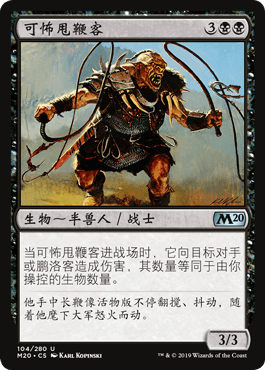 可怖甩鞭客 3
生物～半兽人／战士 M20
当可怖甩鞭客进战场时，它向目标对手
或鹏洛客造成伤害，其数量等同于由你
操控的生物数量。
他手中长鞭像活物版不停翻搅、抖动，随
着他麾下大军怒火而动。
3/3
104/280 U
M20 • CS KARL KOPINSKI
™ & © 2019 Wizards of the Coast